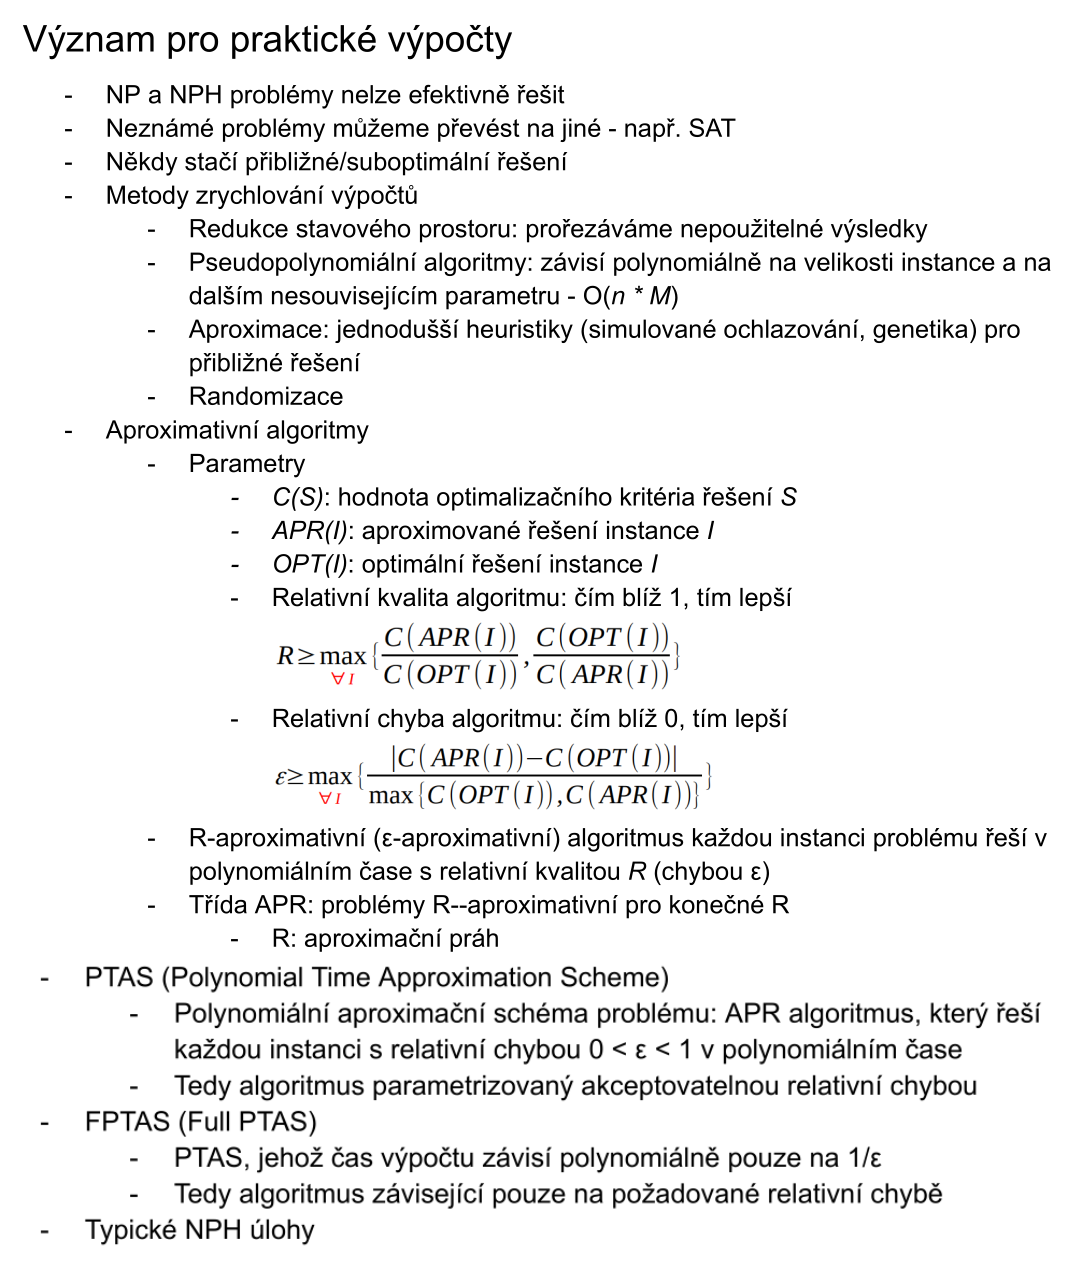 Význam pro praktické výpočty
- NP a NPH problémy nelze efektivně řešit
- Neznámé problémy můžeme převést na jiné - např. SAT
- Někdy stačí přibližné/suboptimální řešení
- Metody zrychlování výpočtů
- Redukce stavového prostoru: prořezáváme nepoužitelné výsledky
- Pseudopolynomiální algoritmy: závisí polynomiálně na velikosti instance a na
dalším nesouvisejícím parametru - O(n * M)
- Aproximace: jednodušší heuristiky (simulované ochlazování, genetika) pro
přibližné řešení
- Randomizace
- Aproximativní algoritmy
- Parametry
- C(S): hodnota optimalizačního kritéria řešení S
- APR(I): aproximované řešení instance I
- OPT(I): optimální řešení instance I
- Relativní kvalita algoritmu: čím blíž 1, tím lepší
R ≥ max_{∀ I} { C(APR(I)) / C(OPT(I)) , C(OPT(I)) / C(APR(I)) }
- Relativní chyba algoritmu: čím blíž 0, tím lepší
ε ≥ max_{∀ I} { |C(APR(I)) − C(OPT(I))| / max{C(OPT(I)), C(APR(I))} }
- R-aproximativní (ε-aproximativní) algoritmus každou instanci problému řeší v
polynomiálním čase s relativní kvalitou R (chybou ε)
- Třída APR: problémy R--aproximativní pro konečné R
- R: aproximační práh
- PTAS (Polynomial Time Approximation Scheme)
- Polynomiální aproximační schéma problému: APR algoritmus, který řeší
každou instanci s relativní chybou 0 < ε < 1 v polynomiálním čase
- Tedy algoritmus parametrizovaný akceptovatelnou relativní chybou
- FPTAS (Full PTAS)
- PTAS, jehož čas výpočtu závisí polynomiálně pouze na 1/ε
- Tedy algoritmus závisející pouze na požadované relativní chybě
- Typické NPH úlohy